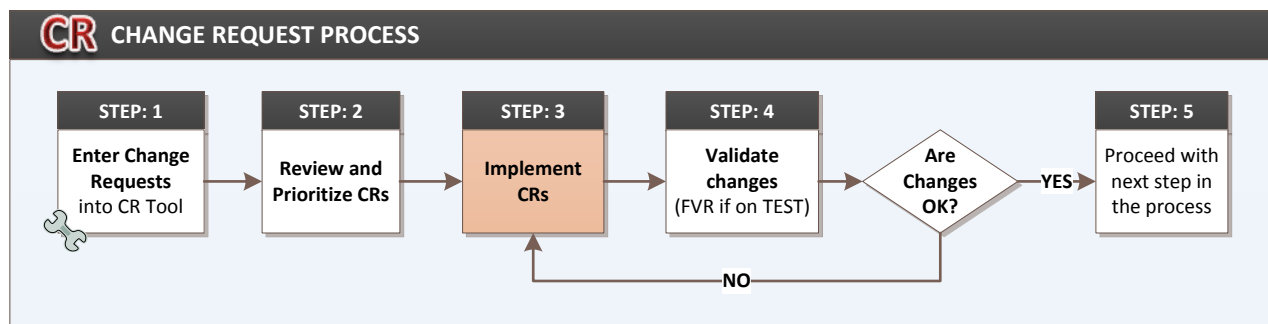 CR CHANGE REQUEST PROCESS
STEP: 1
Enter Change
Requests
into CR Tool
STEP: 2
Review and
Prioritize CRs
STEP: 3
Implement
CRs
STEP: 4
Validate
changes
(FVR if on TEST)
Are
Changes
OK?
YES
STEP: 5
Proceed with
next step in
the process
NO